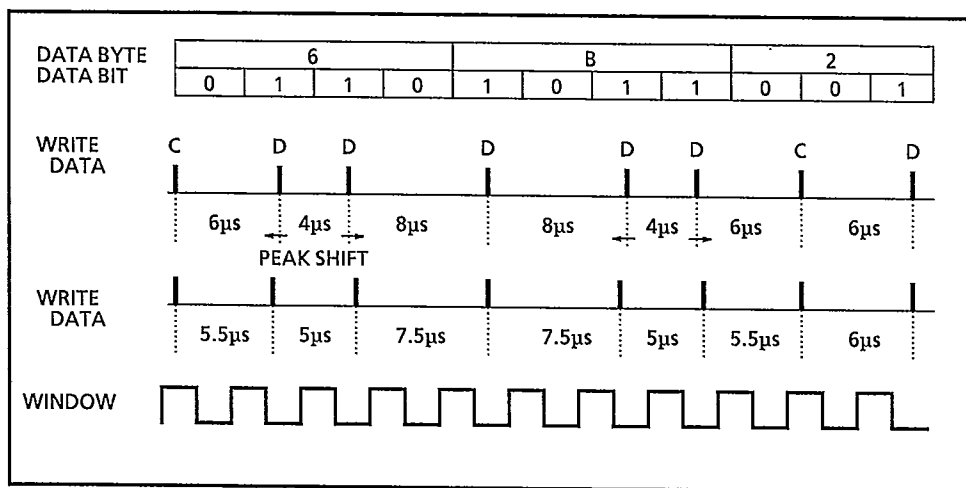 DATA BYTE 6 B 2
DATA BIT 0 1 1 0 1 0 1 1 0 0 1
WRITE DATA C D D D D D C D
6μs 4μs 8μs 8μs 4μs 6μs 6μs
PEAK SHIFT
WRITE DATA
5.5μs 5μs 7.5μs 7.5μs 5μs 5.5μs 6μs
WINDOW